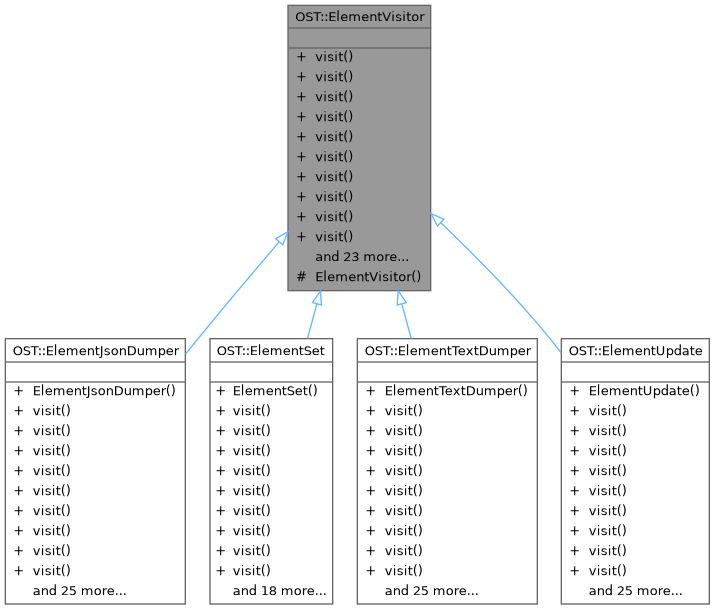 OST::ElementVisitor
+ visit()
+ visit()
+ visit()
+ visit()
+ visit()
+ visit()
+ visit()
+ visit()
+ visit()
+ visit()
and 23 more...
# ElementVisitor()
OST::ElementJsonDumper
+ ElementJsonDumper()
+ visit()
+ visit()
+ visit()
+ visit()
+ visit()
+ visit()
+ visit()
+ visit()
+ visit()
and 25 more...
OST::ElementSet
+ ElementSet()
+ visit()
+ visit()
+ visit()
+ visit()
+ visit()
+ visit()
+ visit()
+ visit()
+ visit()
and 18 more...
OST::ElementTextDumper
+ ElementTextDumper()
+ visit()
+ visit()
+ visit()
+ visit()
+ visit()
+ visit()
+ visit()
+ visit()
+ visit()
and 25 more...
OST::ElementUpdate
+ ElementUpdate()
+ visit()
+ visit()
+ visit()
+ visit()
+ visit()
+ visit()
+ visit()
+ visit()
+ visit()
and 25 more...